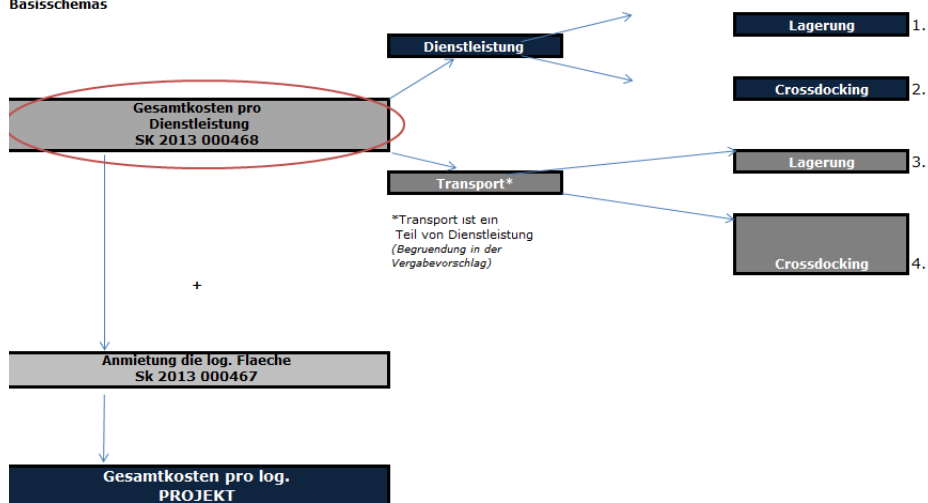 Basisschemas
Dienstleistung
Lagerung 1.
Crossdocking 2.
Gesamtkosten pro
Dienstleistung
SK 2013 000468
Transport*
Lagerung 3.
*Transport ist ein
Teil von Dienstleistung
(Begruendung in der
Vergabevorschlag)
Crossdocking 4.
+
Anmietung die log. Flaeche
Sk 2013 000467
Gesamtkosten pro log.
PROJEKT